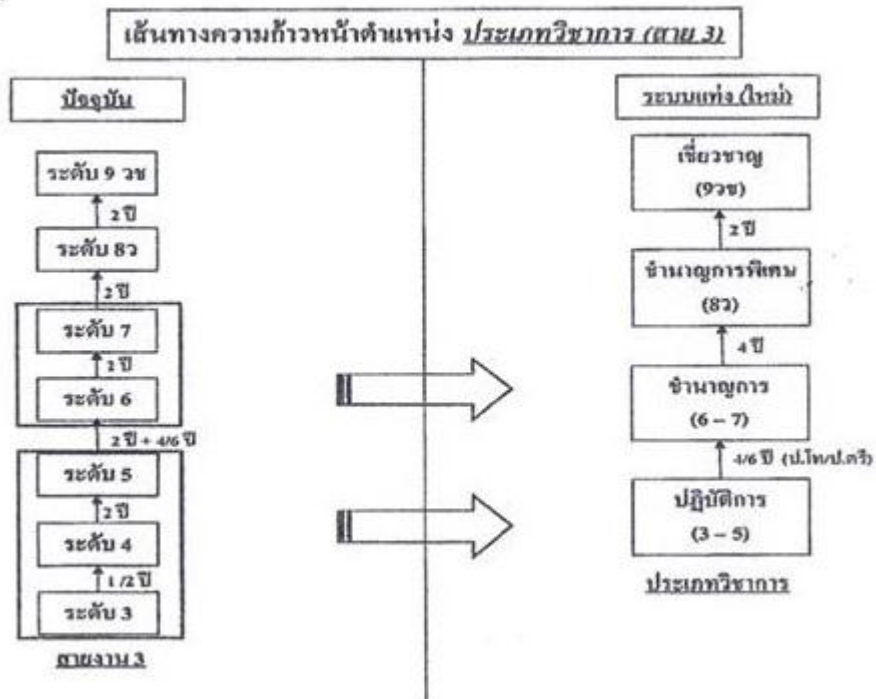 เส้นทางความก้าวหน้าตำแหน่ง ประเภทวิชาการ (สาย 3)
ปัจจุบัน
ระดับ 9 วช
2 ปี
ระดับ 8ว
2 ปี
ระดับ 7
2 ปี
ระดับ 6
2 ปี + 4/6 ปี
ระดับ 5
2 ปี
ระดับ 4
1 /2 ปี
ระดับ 3
สายงาน 3
ระบบแท่ง (ใหม่)
เชี่ยวชาญ
(9วช)
2 ปี
ชำนาญการพิเศษ
(8ว)
4 ปี
ชำนาญการ
(6 – 7)
4/6 ปี (ป.โท/ป.ตรี)
ปฏิบัติการ
(3 – 5)
ประเภทวิชาการ